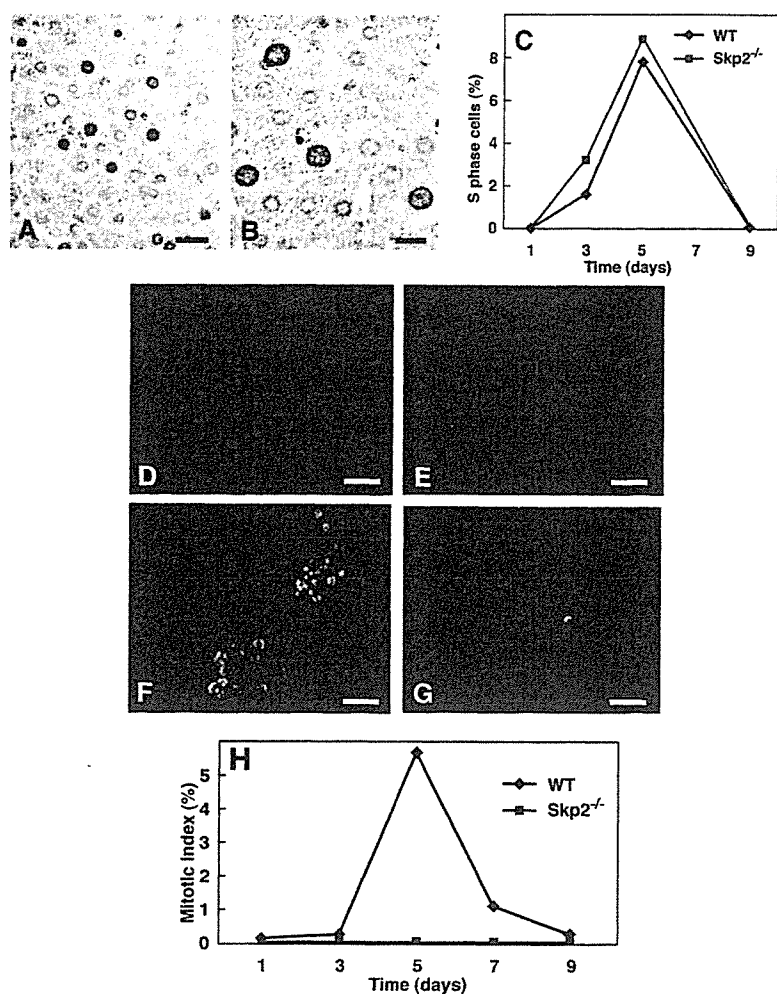 A
B
C
WT
Skp2-/-
S phase cells (%)
8
6
4
2
0
1 3 5 7 9
Time (days)
D
E
F
G
H
WT
Skp2-/-
Mitotic Index (%)
5
4
3
2
1
0
1 3 5 7 9
Time (days)